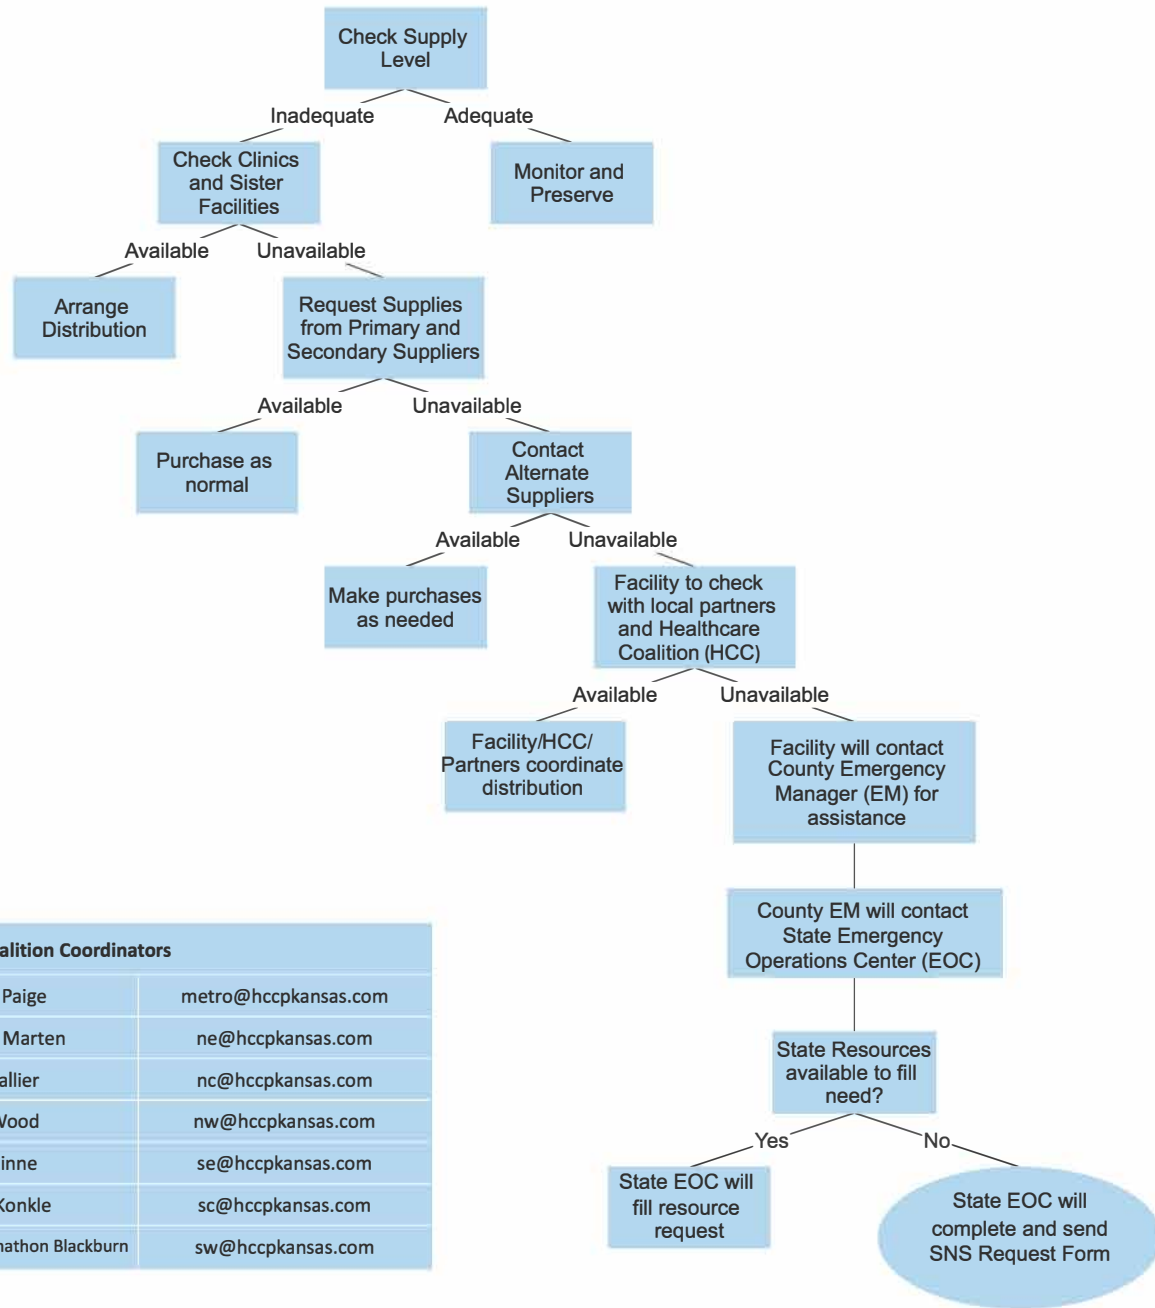 Check Supply
Level
Inadequate
Adequate
Check Clinics
and Sister
Facilities
Monitor and
Preserve
Available
Unavailable
Arrange
Distribution
Request Supplies
from Primary and
Secondary Suppliers
Available
Unavailable
Purchase as
normal
Contact
Alternate
Suppliers
Available
Unavailable
Make purchases
as needed
Facility to check
with local partners
and Healthcare
Coalition (HCC)
Available
Unavailable
Facility/HCC/
Partners coordinate
distribution
Facility will contact
County Emergency
Manager (EM) for
assistance
County EM will contact
State Emergency
Operations Center (EOC)
State Resources
available to fill
need?
Yes
No
State EOC will
fill resource
request
State EOC will
complete and send
SNS Request Form
alition Coordinators
Paige metro@hccpkansas.com
Marten ne@hccpkansas.com
allier nc@hccpkansas.com
Wood nw@hccpkansas.com
inne se@hccpkansas.com
Konkle sc@hccpkansas.com
nathon Blackburn sw@hccpkansas.com